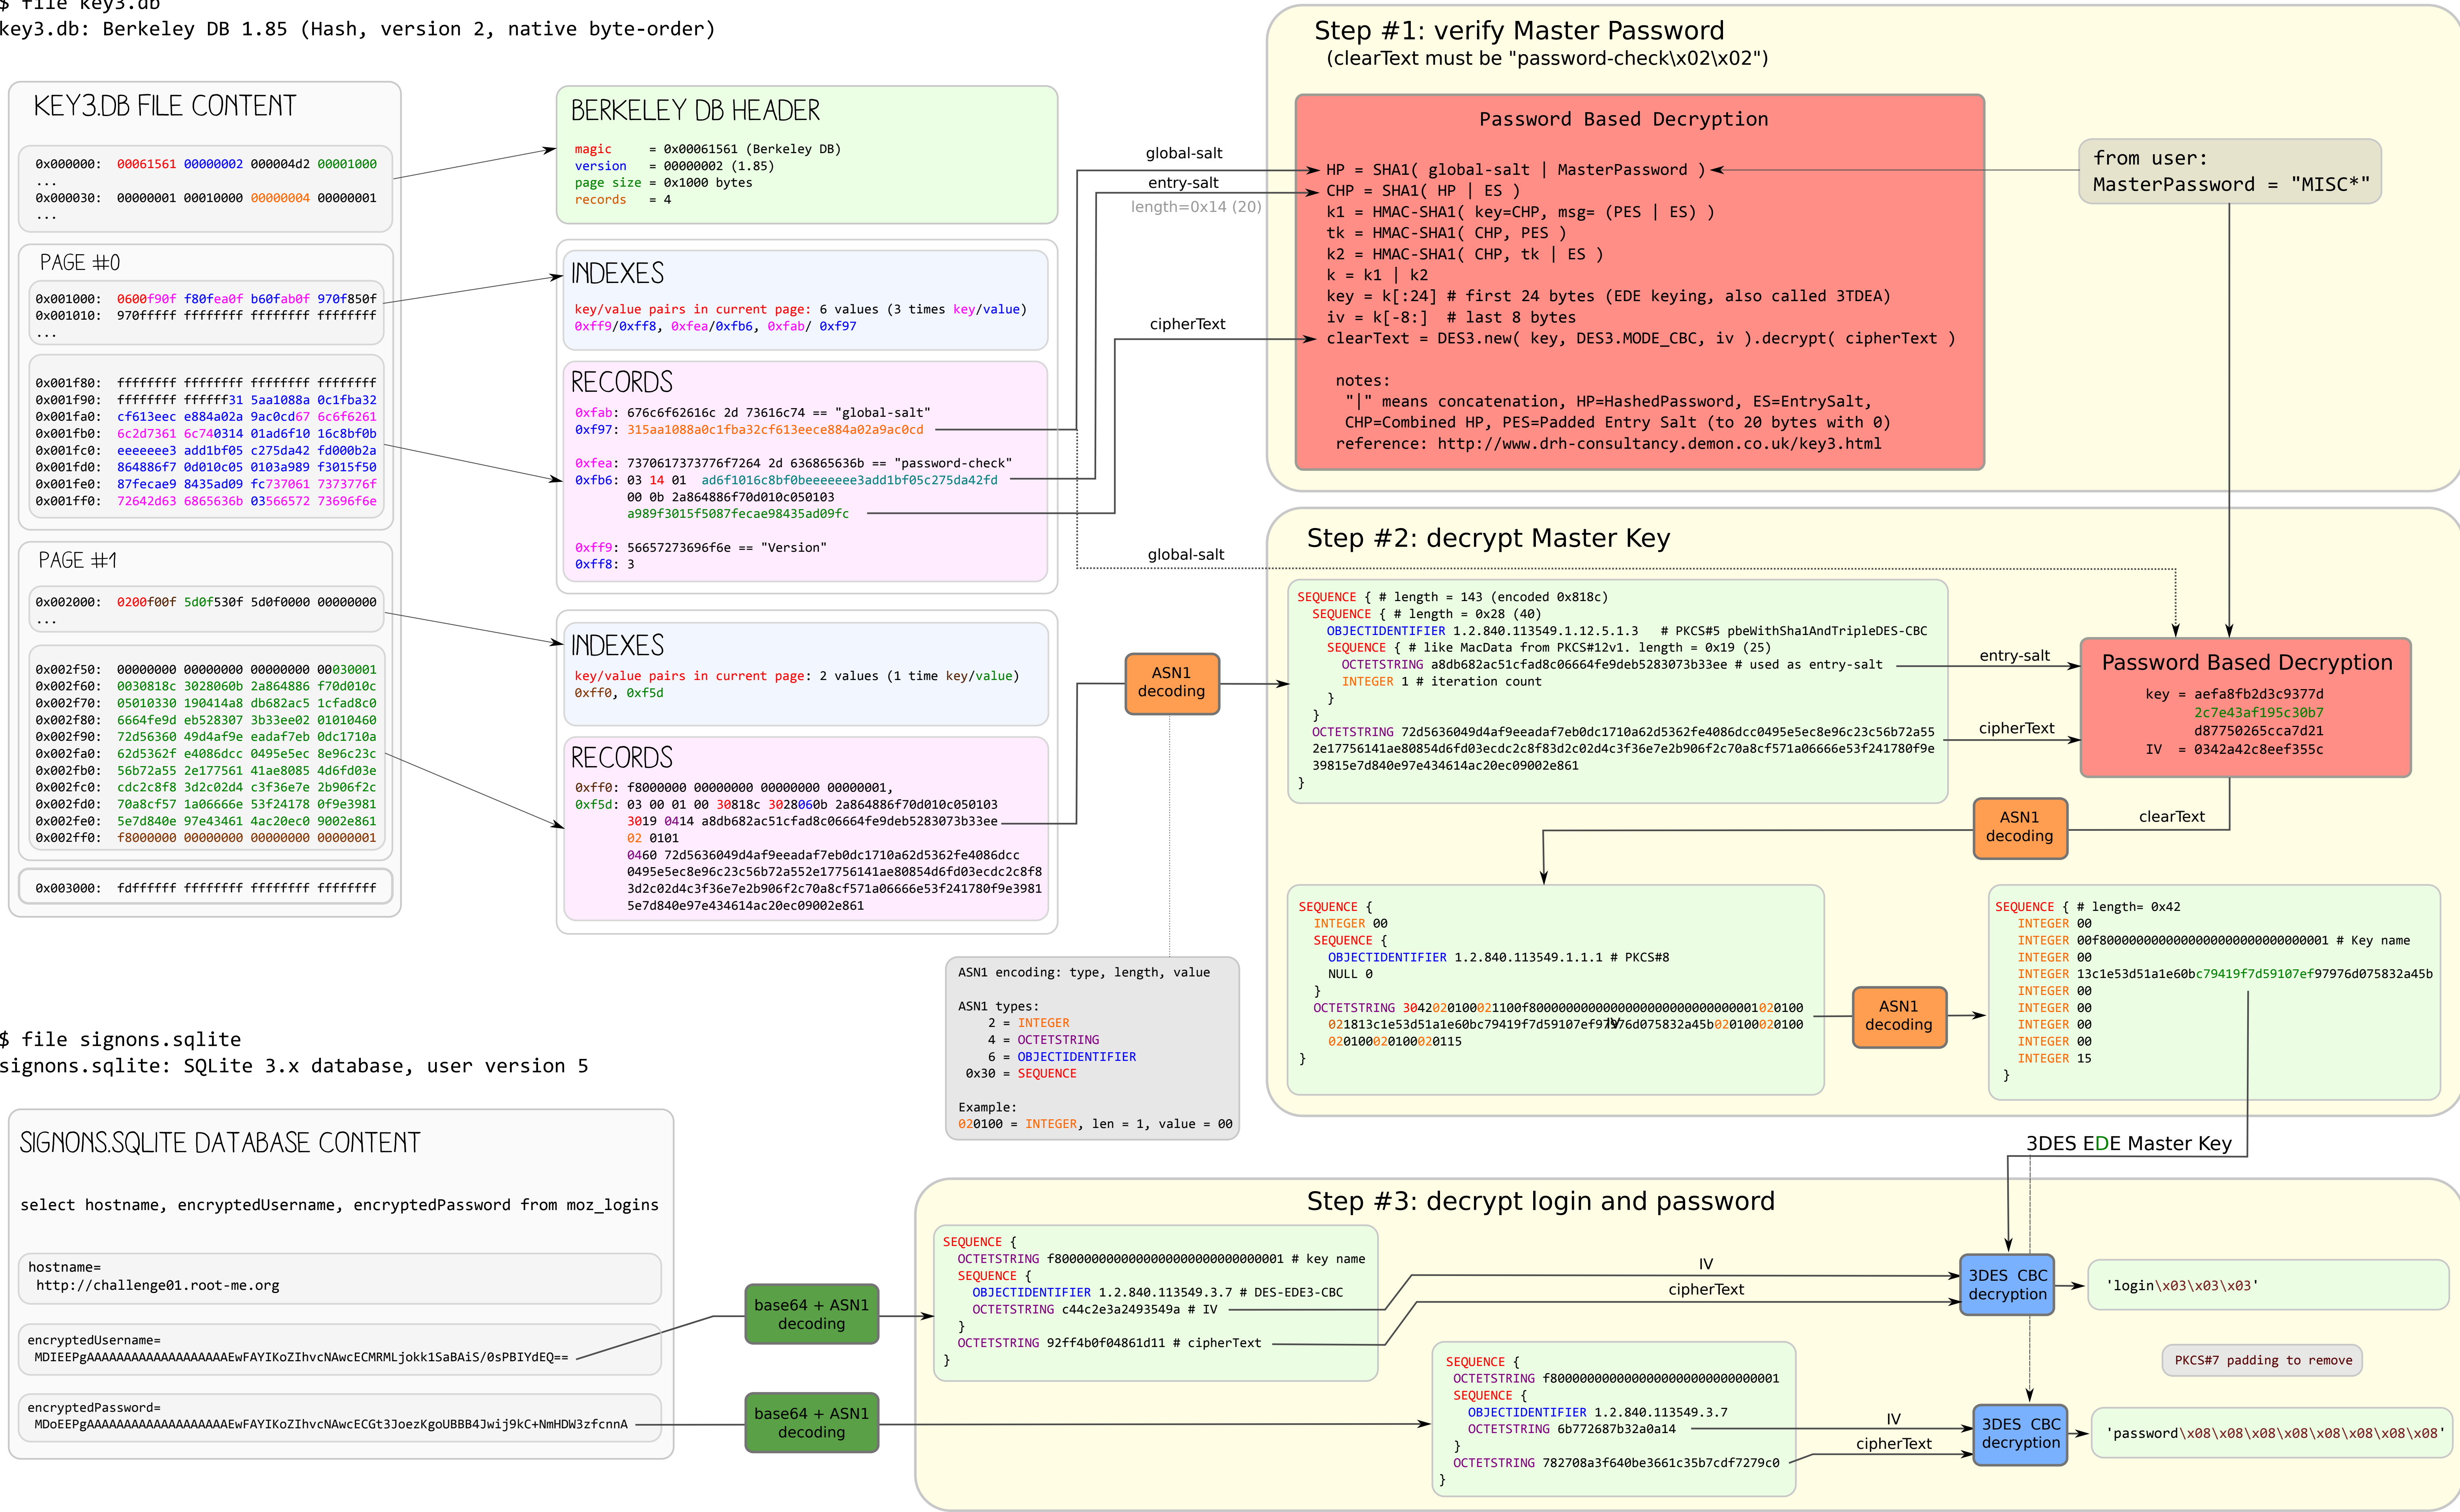 $ file key3.db
key3.db: Berkeley DB 1.85 (Hash, version 2, native byte-order)
KEY3.DB FILE CONTENT
0x000000: 00061561 00000002 000004d2 00001000
...
0x000030: 00000001 00010000 00000004 00000001
...
PAGE #0
0x001000: 0600f90f f80fea0f b60fab0f 970f850f
0x001010: 970fffff ffffffff ffffffff ffffffff
...
0x001f80: ffffffff ffffffff ffffffff ffffffff
0x001f90: ffffffff ffffff31 5aa1088a 0c1fba32
0x001fa0: cf613eec e884a02a 9ac0cd67 6c6f6261
0x001fb0: 6c2d7361 6c740314 01ad6f10 16c8bf0b
0x001fc0: eeeeeee3 add1bf05 c275da42 fd000b2a
0x001fd0: 864886f7 0d010c05 0103a989 f3015f50
0x001fe0: 87fecae9 8435ad09 fc737061 7373776f
0x001ff0: 72642d63 6865636b 03566572 73696f6e
PAGE #1
0x002000: 0200f00f 5d0f530f 5d0f0000 00000000
...
0x002f50: 00000000 00000000 00000000 00030001
0x002f60: 0030818c 3028060b 2a864886 f70d010c
0x002f70: 05010330 190414a8 db682ac5 1cfad8c0
0x002f80: 6664fe9d eb528307 3b33ee02 01010460
0x002f90: 72d56360 49d4af9e eadaf7eb 0dc1710a
0x002fa0: 62d5362f e4086dcc 0495e5ec 8e96c23c
0x002fb0: 56b72a55 2e177561 41ae8085 4d6fd03e
0x002fc0: cdc2c8f8 3d2c02d4 c3f36e7e 2b906f2c
0x002fd0: 70a8cf57 1a06666e 53f24178 0f9e3981
0x002fe0: 5e7d840e 97e43461 4ac20ec0 9002e861
0x002ff0: f8000000 00000000 00000000 00000001
0x003000: fdffffff ffffffff ffffffff ffffffff
BERKELEY DB HEADER
magic = 0x00061561 (Berkeley DB)
version = 00000002 (1.85)
page size = 0x1000 bytes
records = 4
INDEXES
key/value pairs in current page: 6 values (3 times key/value)
0xff9/0xff8, 0xfea/0xfb6, 0xfab/ 0xf97
RECORDS
0xfab: 676c6f62616c 2d 73616c74 == "global-salt"
0xf97: 315aa1088a0c1fba32cf613eece884a02a9ac0cd
0xfea: 7370617373776f7264 2d 636865636b == "password-check"
0xfb6: 03 14 01 ad6f1016c8bf0beeeeeee3add1bf05c275da42fd
00 0b 2a864886f70d010c050103
a989f3015f5087fecae98435ad09fc
0xff9: 56657273696f6e == "Version"
0xff8: 3
INDEXES
key/value pairs in current page: 2 values (1 time key/value)
0xff0, 0xf5d
RECORDS
0xff0: f8000000 00000000 00000000 00000001,
0xf5d: 03 00 01 00 30818c 3028060b 2a864886f70d010c050103
3019 0414 a8db682ac51cfad8c06664fe9deb5283073b33ee
02 0101
0460 72d5636049d4af9eeadaf7eb0dc1710a62d5362fe4086dcc
0495e5ec8e96c23c56b72a552e17756141ae80854d6fd03ecdc2c8f8
3d2c02d4c3f36e7e2b906f2c70a8cf571a06666e53f241780f9e3981
5e7d840e97e434614ac20ec09002e861
global-salt
entry-salt
length=0x14 (20)
cipherText
global-salt
Step #1: verify Master Password
(clearText must be "password-check\x02\x02")
Password Based Decryption
HP = SHA1( global-salt | MasterPassword )
CHP = SHA1( HP | ES )
k1 = HMAC-SHA1( key=CHP, msg= (PES | ES) )
tk = HMAC-SHA1( CHP, PES )
k2 = HMAC-SHA1( CHP, tk | ES )
k = k1 | k2
key = k[:24] # first 24 bytes (EDE keying, also called 3TDEA)
iv = k[-8:] # last 8 bytes
clearText = DES3.new( key, DES3.MODE_CBC, iv ).decrypt( cipherText )
notes:
"|" means concatenation, HP=HashedPassword, ES=EntrySalt,
CHP=Combined HP, PES=Padded Entry Salt (to 20 bytes with 0)
reference: http://www.drh-consultancy.demon.co.uk/key3.html
from user:
MasterPassword = "MISC*"
Step #2: decrypt Master Key
ASN1
decoding
SEQUENCE { # length = 143 (encoded 0x818c)
SEQUENCE { # length = 0x28 (40)
OBJECTIDENTIFIER 1.2.840.113549.1.12.5.1.3 # PKCS#5 pbeWithSha1AndTripleDES-CBC
SEQUENCE { # like MacData from PKCS#12v1. length = 0x19 (25)
OCTETSTRING a8db682ac51cfad8c06664fe9deb5283073b33ee # used as entry-salt
INTEGER 1 # iteration count
}
}
OCTETSTRING 72d5636049d4af9eeadaf7eb0dc1710a62d5362fe4086dcc0495e5ec8e96c23c56b72a55
2e17756141ae80854d6fd03ecdc2c8f83d2c02d4c3f36e7e2b906f2c70a8cf571a06666e53f241780f9e
39815e7d840e97e434614ac20ec09002e861
}
entry-salt
cipherText
Password Based Decryption
key = aefa8fb2d3c9377d
2c7e43af195c30b7
d87750265cca7d21
IV = 0342a42c8eef355c
clearText
ASN1
decoding
SEQUENCE {
INTEGER 00
SEQUENCE {
OBJECTIDENTIFIER 1.2.840.113549.1.1.1 # PKCS#8
NULL 0
}
OCTETSTRING 3042020100021100f8000000000000000000000000000001020100
021813c1e53d51a1e60bc79419f7d59107ef97976d075832a45b020100020100
020100020100020115
}
ASN1
decoding
SEQUENCE { # length= 0x42
INTEGER 00
INTEGER 00f8000000000000000000000000000001 # Key name
INTEGER 00
INTEGER 13c1e53d51a1e60bc79419f7d59107ef97976d075832a45b
INTEGER 00
INTEGER 00
INTEGER 00
INTEGER 00
INTEGER 15
}
ASN1 encoding: type, length, value
ASN1 types:
2 = INTEGER
4 = OCTETSTRING
6 = OBJECTIDENTIFIER
0x30 = SEQUENCE
Example:
020100 = INTEGER, len = 1, value = 00
$ file signons.sqlite
signons.sqlite: SQLite 3.x database, user version 5
SIGNONS.SQLITE DATABASE CONTENT
select hostname, encryptedUsername, encryptedPassword from moz_logins
hostname=
http://challenge01.root-me.org
encryptedUsername=
MDIEEPgAAAAAAAAAAAAAAAAAAAEwFAYIKoZIhvcNAwcECMRMLjokk1SaBAiS/0sPBIYdEQ==
encryptedPassword=
MDoEEPgAAAAAAAAAAAAAAAAAAAEwFAYIKoZIhvcNAwcECGt3JoezKgoUBBB4Jwij9kC+NmHDW3zfcnnA
base64 + ASN1
decoding
base64 + ASN1
decoding
3DES EDE Master Key
Step #3: decrypt login and password
SEQUENCE {
OCTETSTRING f8000000000000000000000000000001 # key name
SEQUENCE {
OBJECTIDENTIFIER 1.2.840.113549.3.7 # DES-EDE3-CBC
OCTETSTRING c44c2e3a2493549a # IV
}
OCTETSTRING 92ff4b0f04861d11 # cipherText
}
IV
cipherText
3DES CBC
decryption
'login\x03\x03\x03'
PKCS#7 padding to remove
SEQUENCE {
OCTETSTRING f8000000000000000000000000000001
SEQUENCE {
OBJECTIDENTIFIER 1.2.840.113549.3.7
OCTETSTRING 6b772687b32a0a14
}
OCTETSTRING 782708a3f640be3661c35b7cdf7279c0
}
IV
cipherText
3DES CBC
decryption
'password\x08\x08\x08\x08\x08\x08\x08\x08'